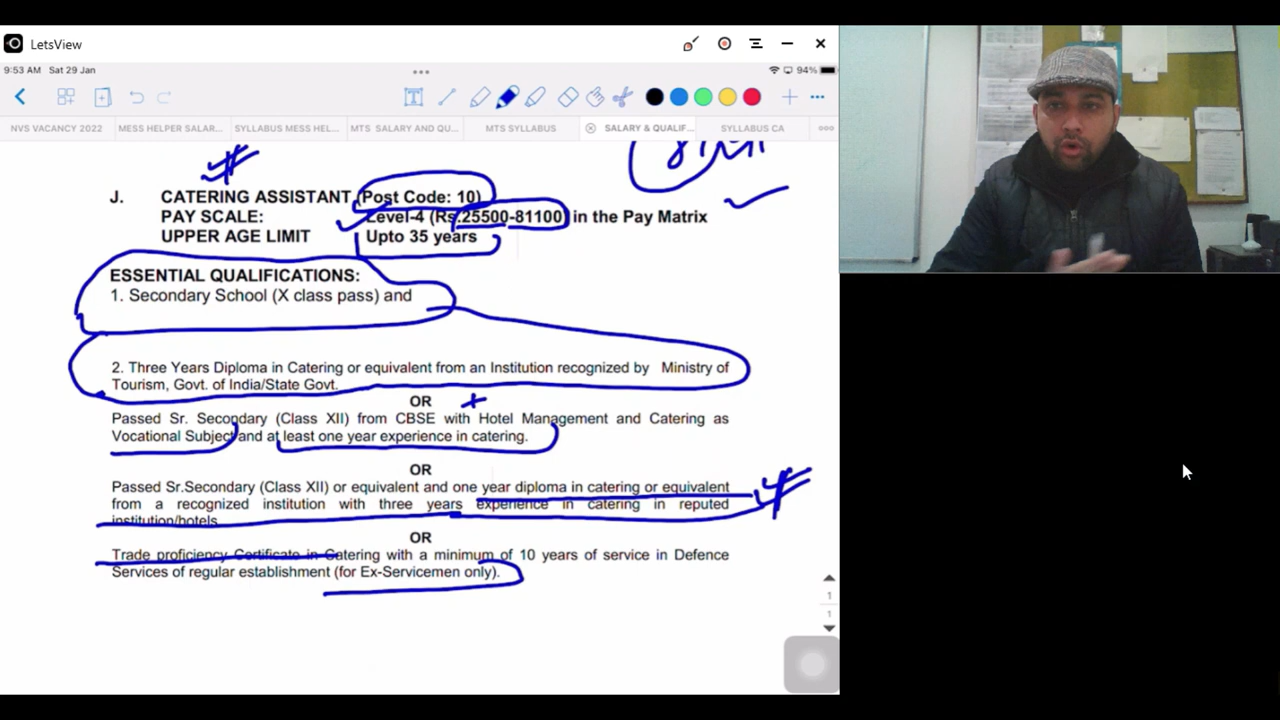 LetsView
9:53 AM Sat 29 Jan
94%
NVS VACANCY 2022
MESS HELPER SALAR...
SYLLABUS MESS HEL...
MTS SALARY AND QU...
MTS SYLLABUS
SALARY & QUALIF...
SYLLABUS CA
J. CATERING ASSISTANT (Post Code: 10)
PAY SCALE: Level-4 (Rs.25500-81100) in the Pay Matrix
UPPER AGE LIMIT Upto 35 years
ESSENTIAL QUALIFICATIONS:
1. Secondary School (X class pass) and
2. Three Years Diploma in Catering or equivalent from an Institution recognized by Ministry of
Tourism, Govt. of India/State Govt.
OR
Passed Sr. Secondary (Class XII) from CBSE with Hotel Management and Catering as
Vocational Subject and at least one year experience in catering.
OR
Passed Sr.Secondary (Class XII) or equivalent and one year diploma in catering or equivalent
from a recognized institution with three years experience in catering in reputed
institution/hotels
OR
Trade proficiency Certificate in Catering with a minimum of 10 years of service in Defence
Services of regular establishment (for Ex-Servicemen only).
1
1